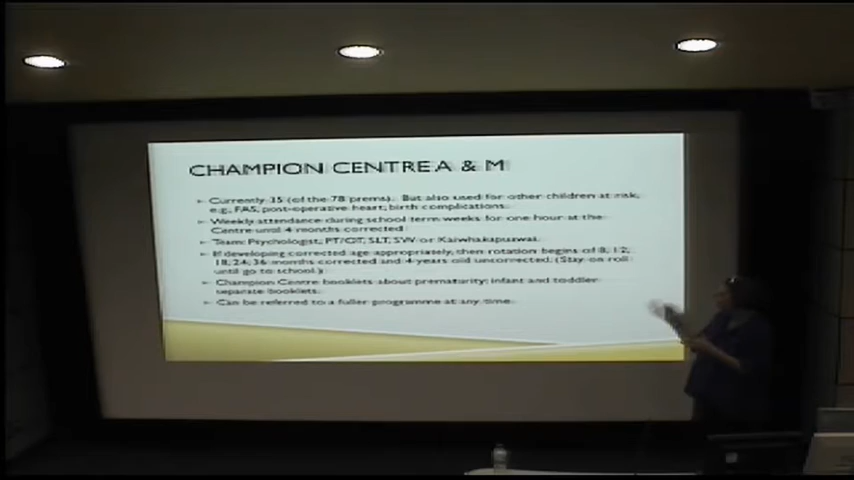 CHAMPION CENTRE A & M
Currently 35 (of the 78 prems). But also used for other children at risk,
e.g., FAS, post-operative heart, birth complications.
Weekly attendance during school term weeks for one hour at the
Centre until 4 months corrected
Team: Psychologist, PT/OT, SLT, SW or Kaiwhakapuawai.
If developing corrected age appropriately, then rotation begins of 8, 12,
18, 24, 36 months corrected and 4 years old uncorrected. (Stay on roll
until go to school.)
Champion Centre booklets about prematurity: infant and toddler
separate booklets.
Can be referred to a fuller programme at any time.